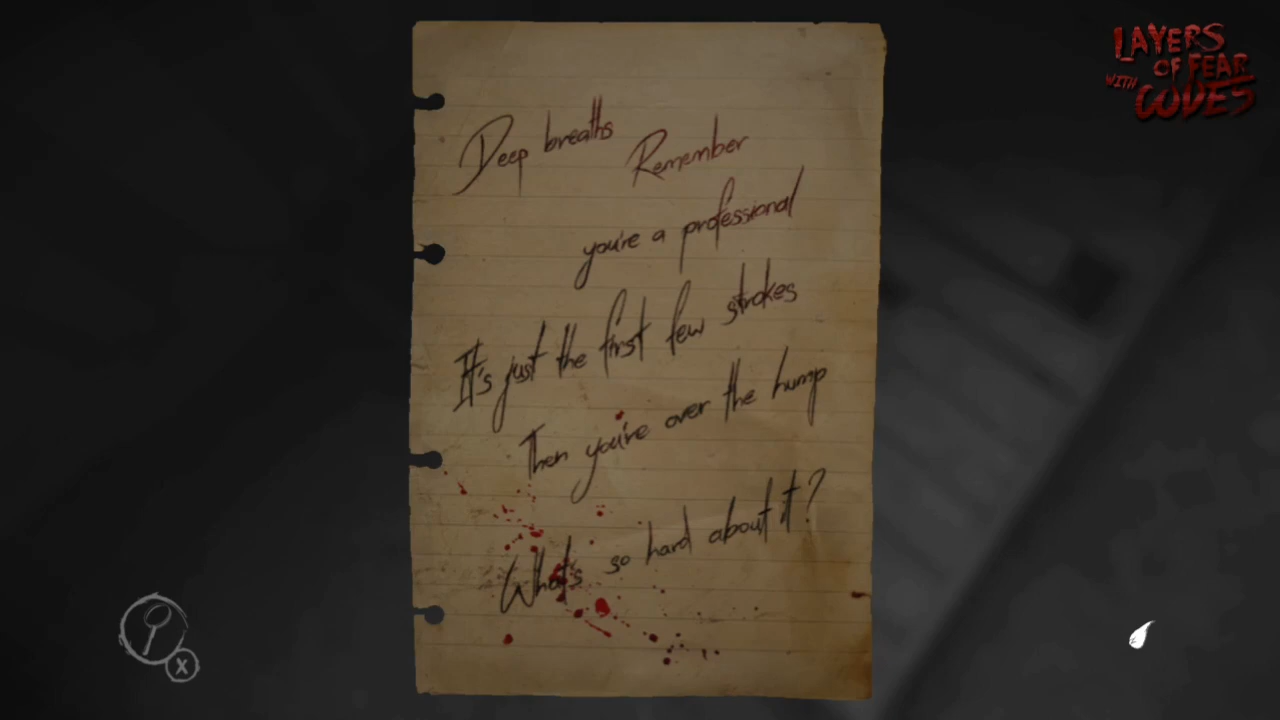 Deep breaths Remember
you're a professional
It's just the first few strokes
Then you're over the hump
What's so hard about it?
LAYERS
OF FEAR
WITH
CODES
X